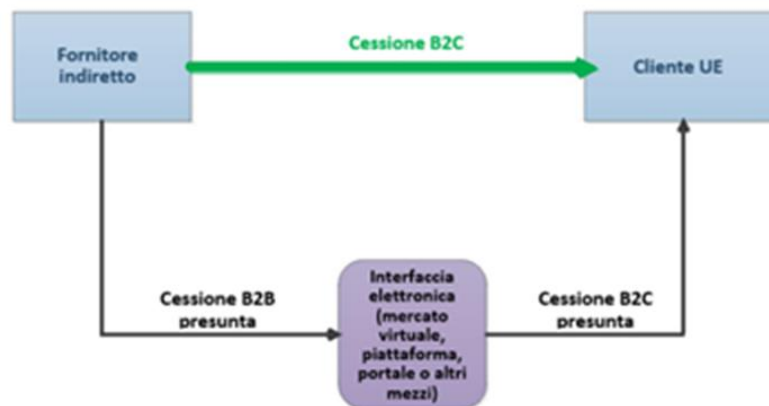 Cessione B2C
Fornitore
indiretto
Cliente UE
Interfaccia
elettronica
(mercato
virtuale,
piattaforma,
portale o altri
mezzi)
Cessione B2B
presunta
Cessione B2C
presunta